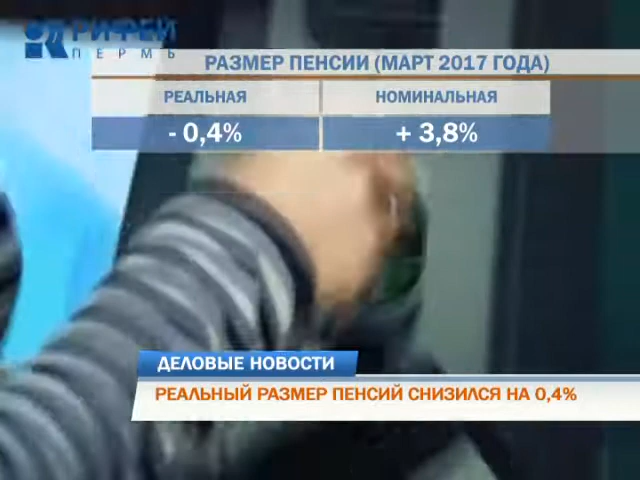 РИФЕЙ
ПЕРМЬ
РАЗМЕР ПЕНСИИ (МАРТ 2017 ГОДА)
РЕАЛЬНАЯ НОМИНАЛЬНАЯ
- 0,4% + 3,8%
ДЕЛОВЫЕ НОВОСТИ
РЕАЛЬНЫЙ РАЗМЕР ПЕНСИЙ СНИЗИЛСЯ НА 0,4%